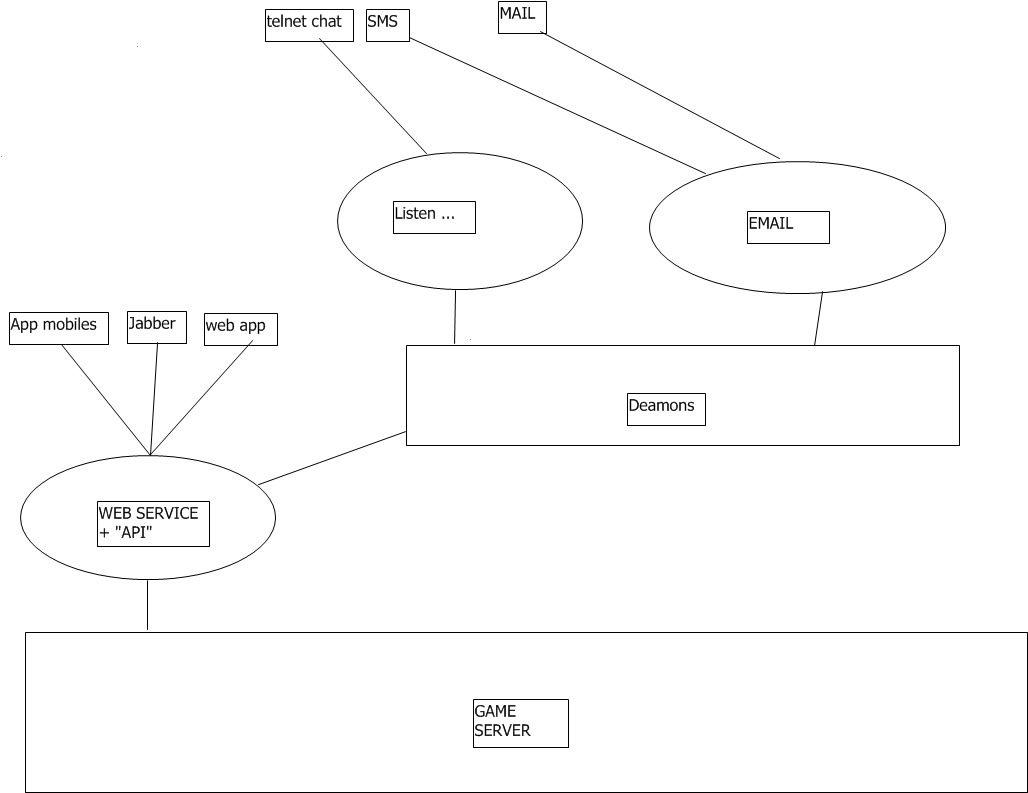 telnet chat
SMS
MAIL
Listen ...
EMAIL
App mobiles
Jabber
web app
Deamons
WEB SERVICE
+ "API"
GAME
SERVER